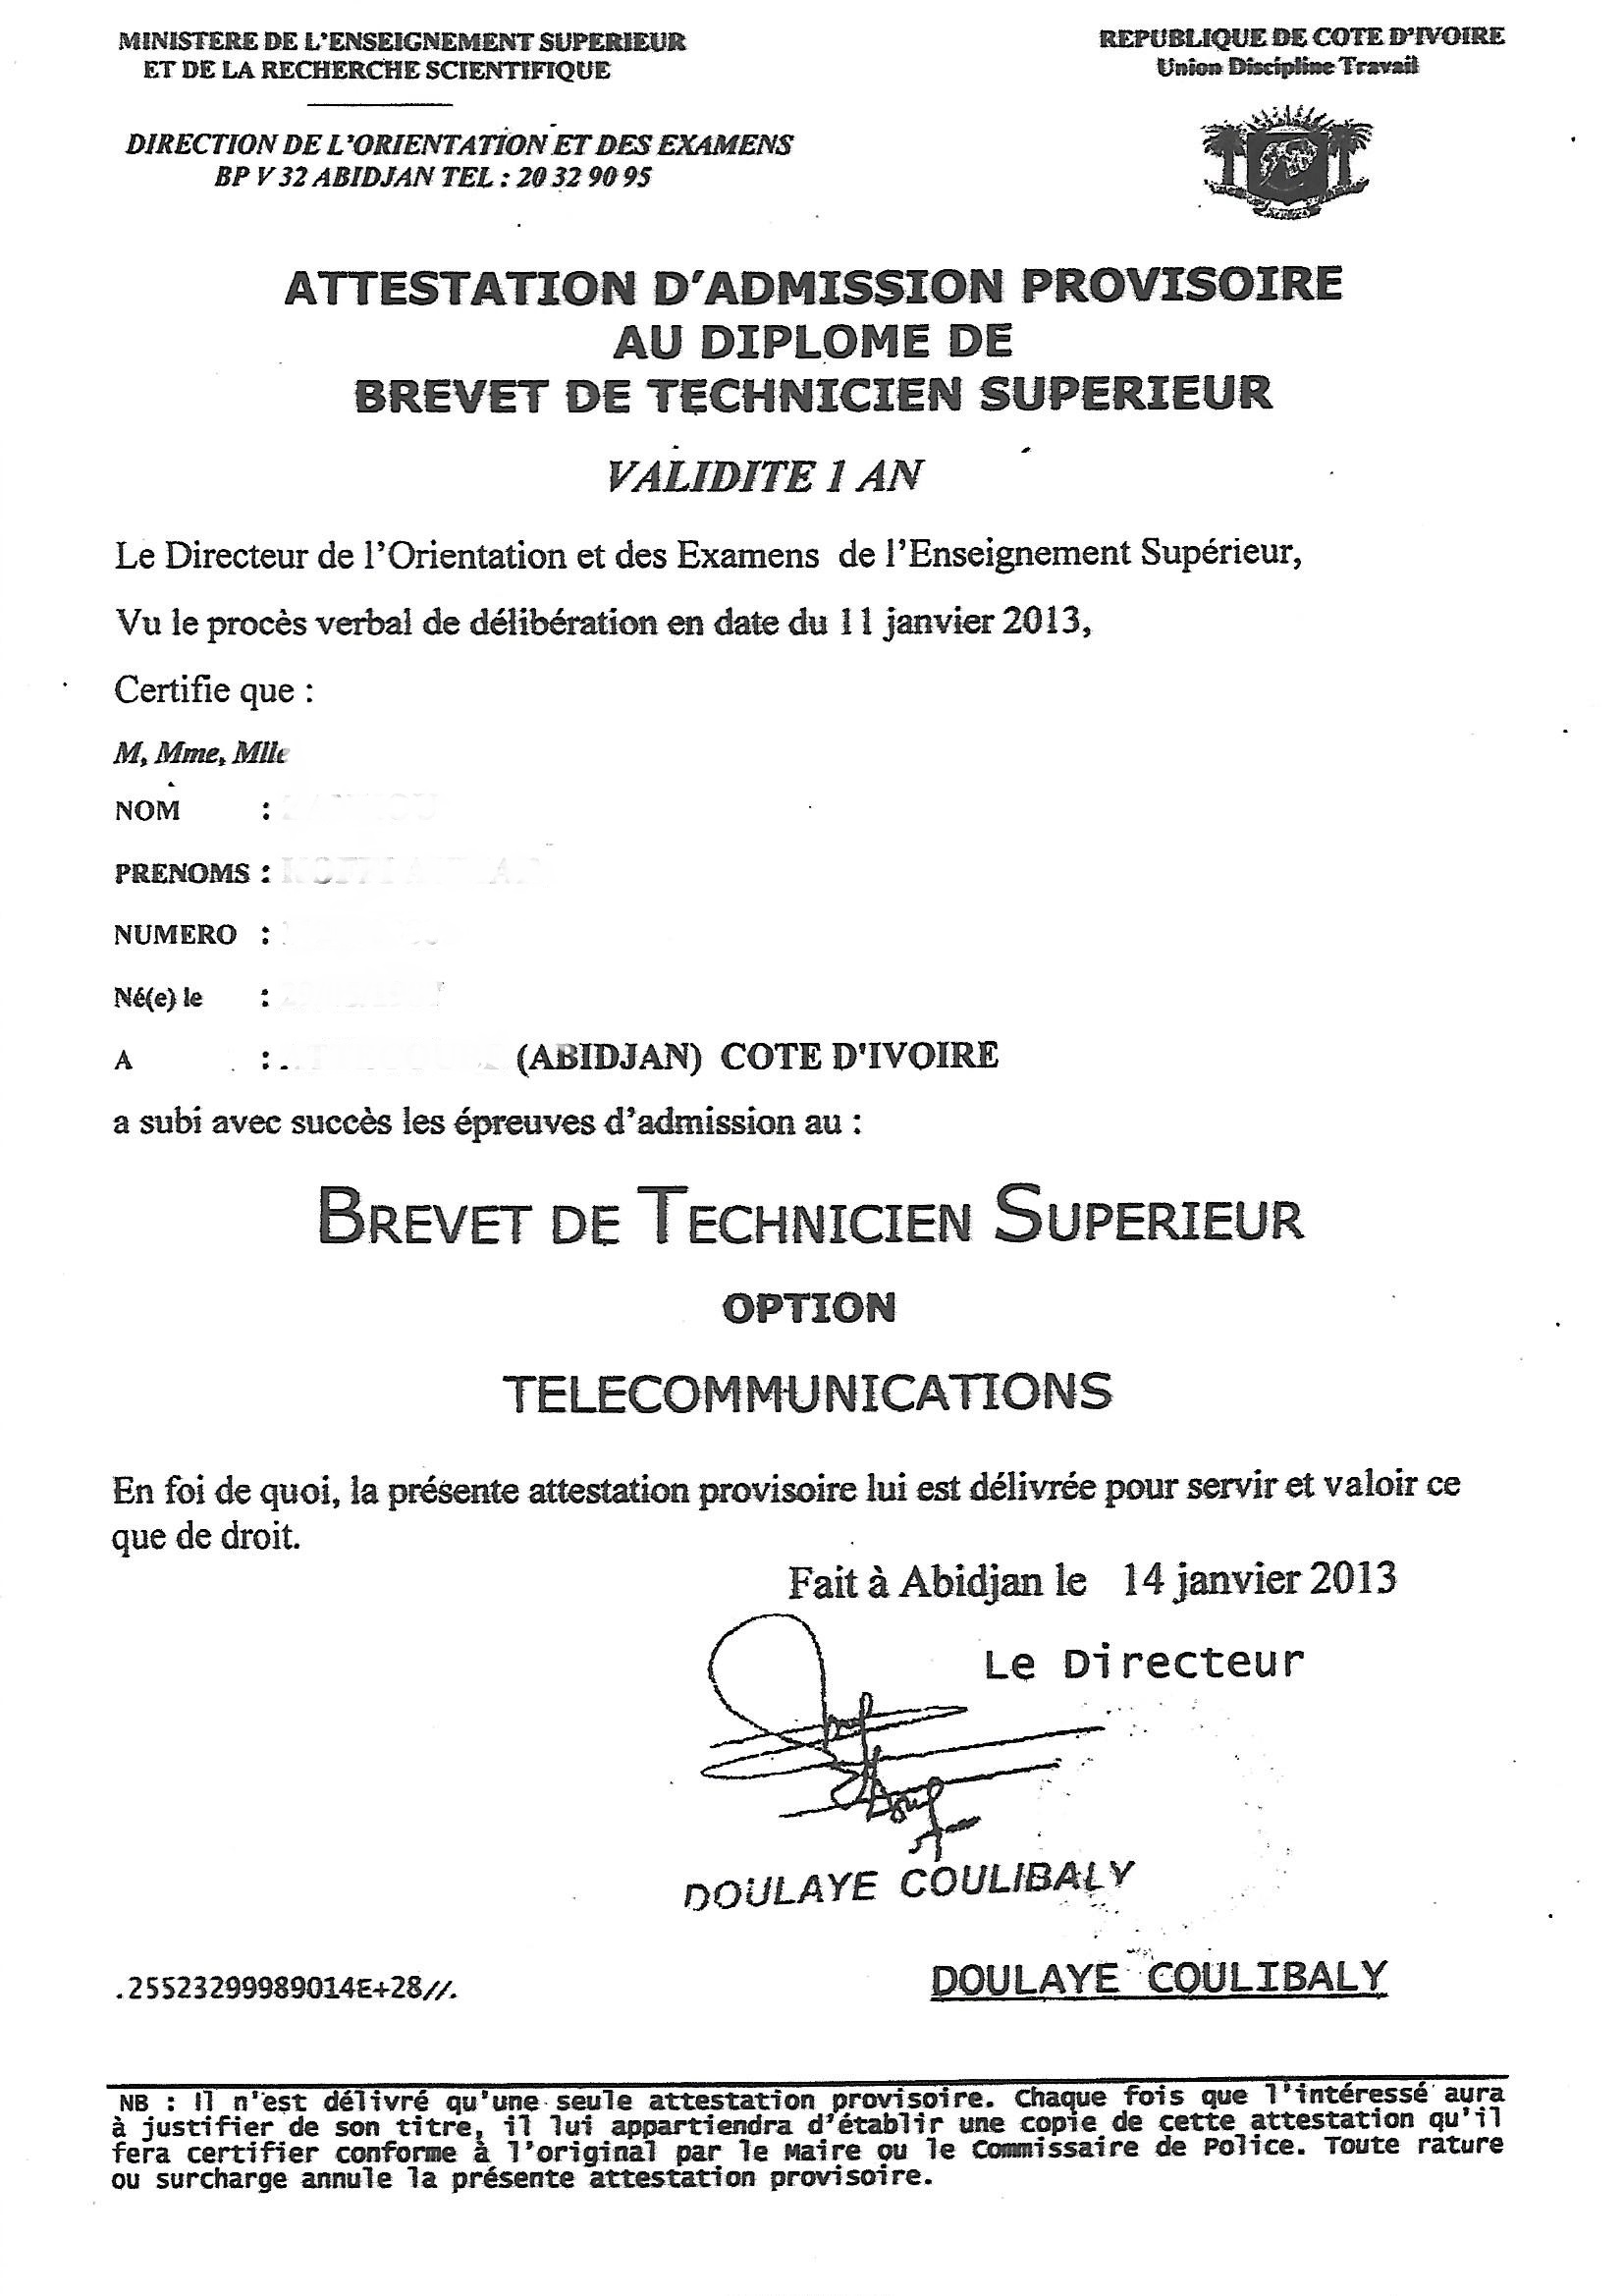 MINISTERE DE L'ENSEIGNEMENT SUPERIEUR
ET DE LA RECHERCHE SCIENTIFIQUE
DIRECTION DE L'ORIENTATION ET DES EXAMENS
BP V 32 ABIDJAN TEL : 20 32 90 95
REPUBLIQUE DE COTE D'IVOIRE
Union Discipline Travail
ATTESTATION D'ADMISSION PROVISOIRE
AU DIPLOME DE
BREVET DE TECHNICIEN SUPERIEUR
VALIDITE 1 AN
Le Directeur de l'Orientation et des Examens de l'Enseignement Supérieur,
Vu le procès verbal de délibération en date du 11 janvier 2013,
Certifie que :
M, Mme, Mlle
NOM :
PRENOMS :
NUMERO :
Né(e) le :
A : (ABIDJAN) COTE D'IVOIRE
a subi avec succès les épreuves d'admission au :
BREVET DE TECHNICIEN SUPERIEUR
OPTION
TELECOMMUNICATIONS
En foi de quoi, la présente attestation provisoire lui est délivrée pour servir et valoir ce
que de droit.
Fait à Abidjan le 14 janvier 2013
Le Directeur
DOULAYE COULIBALY
DOULAYE COULIBALY
.25523299989014E+28//.
NB : Il n'est délivré qu'une seule attestation provisoire. Chaque fois que l'intéressé aura
à justifier de son titre, il lui appartiendra d'établir une copie de cette attestation qu'il
fera certifier conforme à l'original par le Maire ou le Commissaire de Police. Toute rature
ou surcharge annule la présente attestation provisoire.